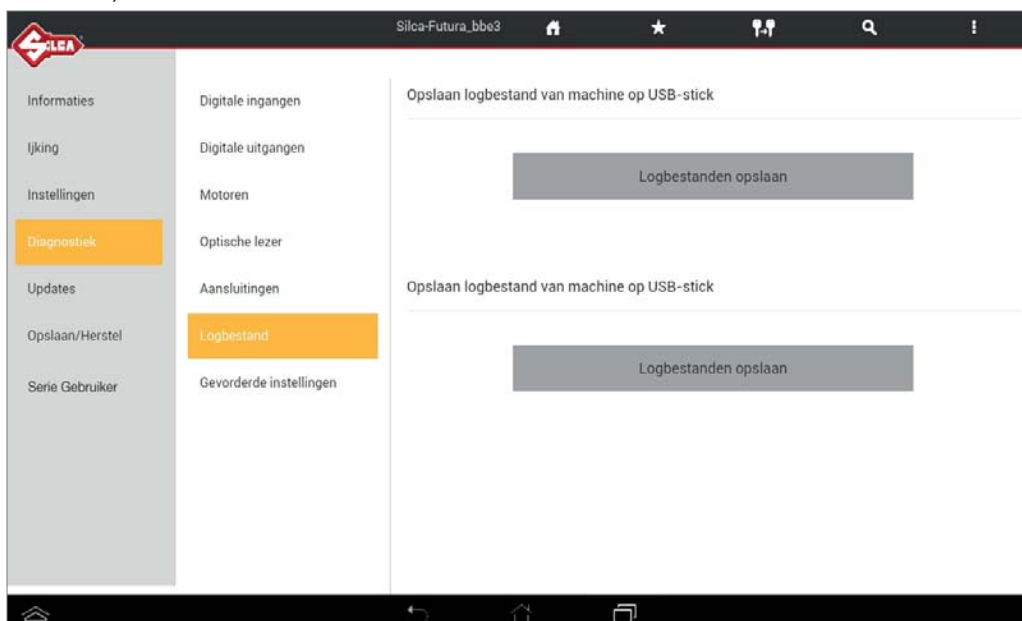 SILCA
Silca-Futura_bbe3
Informaties
Ijking
Instellingen
Diagnostiek
Updates
Opslaan/Herstel
Serie Gebruiker
Digitale ingangen
Digitale uitgangen
Motoren
Optische lezer
Aansluitingen
Logbestand
Gevorderde instellingen
Opslaan logbestand van machine op USB-stick
Logbestanden opslaan
Opslaan logbestand van machine op USB-stick
Logbestanden opslaan